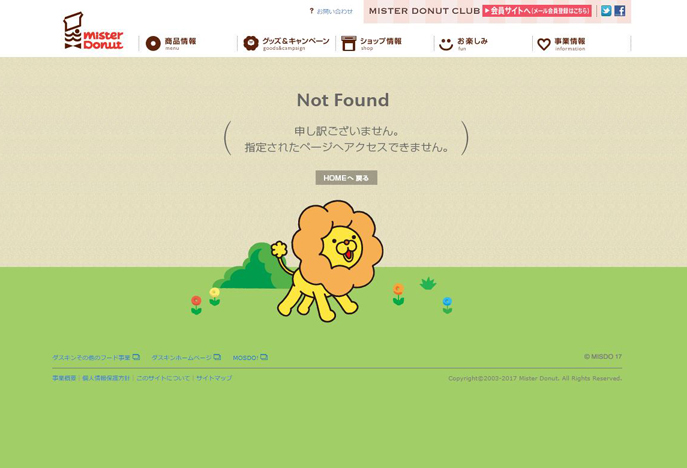 mister Donut
? お問い合わせ
MISTER DONUT CLUB
会員サイトへ(メール会員登録はこちら)
商品情報
menu
グッズ&キャンペーン
goods&campaign
ショップ情報
shop
お楽しみ
fun
事業情報
information
Not Found
申し訳ございません。
指定されたページへアクセスできません。
HOMEへ 戻る
ダスキンその他のフード事業 ダスキンホームページ MOSDO!
© MISDO 17
事業概要 | 個人情報保護方針 | このサイトについて | サイトマップ
Copyright©2003-2017 Mister Donut. All Rights Reserved.